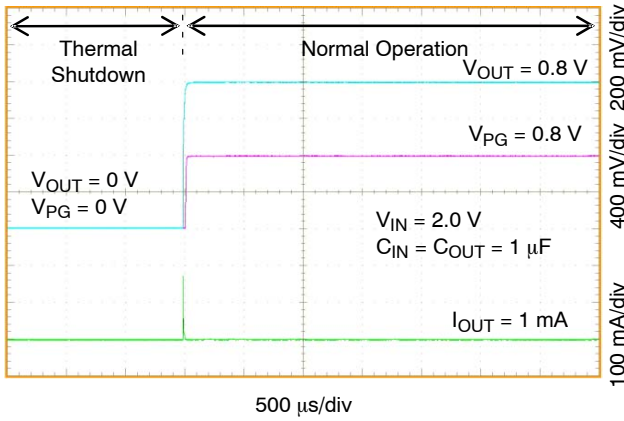 Thermal
Shutdown
Normal Operation
VOUT = 0.8 V
VPG = 0.8 V
VOUT = 0 V
VPG = 0 V
VIN = 2.0 V
CIN = COUT = 1 μF
IOUT = 1 mA
200 mV/div
400 mV/div
100 mA/div
500 μs/div